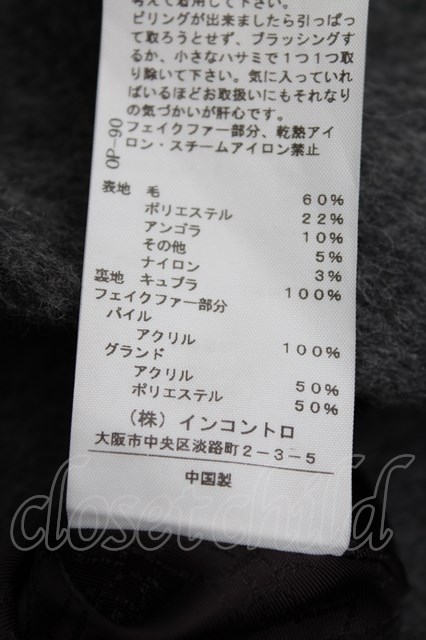 考えて着用して下さい。
ピリングが出来ましたら引っぱっ
て取ろうとせず、ブラッシングす
るか、小さなハサミで１つ１つ取
り除いて下さい。気に入っていれ
ばいるほどお取扱いにもそれなり
の気づかいが肝心です。
フェイクファー部分、乾熱アイ
ロン・スチームアイロン禁止
OP-90
表地 毛 60%
ポリエステル 22%
アンゴラ 10%
その他 5%
ナイロン 3%
裏地 キュプラ 100%
フェイクファー部分
パイル
アクリル 100%
グランド
アクリル 50%
ポリエステル 50%
（株）インコントロ
大阪市中央区淡路町２－３－５
中国製
closetchild